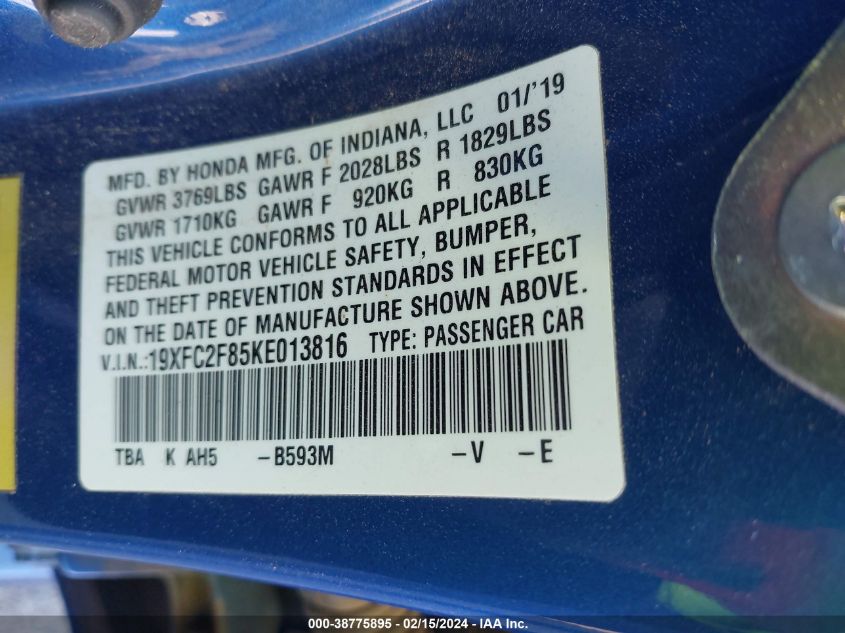 MFD. BY HONDA MFG. OF INDIANA, LLC 01/'19
GVWR 3769LBS GAWR F 2028LBS R 1829LBS
GVWR 1710KG GAWR F 920KG R 830KG
THIS VEHICLE CONFORMS TO ALL APPLICABLE
FEDERAL MOTOR VEHICLE SAFETY, BUMPER,
AND THEFT PREVENTION STANDARDS IN EFFECT
ON THE DATE OF MANUFACTURE SHOWN ABOVE.
V.I.N.:19XFC2F85KE013816 TYPE: PASSENGER CAR
TBA K AH5 -B593M -V -E
000-38775895 - 02/15/2024 - IAA Inc.